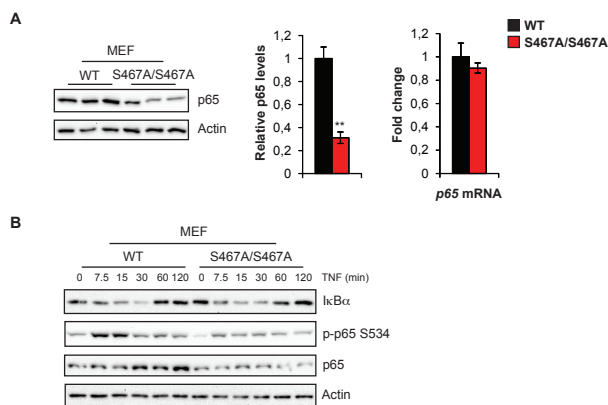 A
MEF
WT S467A/S467A
p65
Actin
Relative p65 levels
1,2
1
0,8
0,6
0,4
0,2
0
**
Fold change
1,2
1
0,8
0,6
0,4
0,2
0
p65 mRNA
WT
S467A/S467A
B
MEF
WT S467A/S467A
0 7.5 15 30 60 120 0 7.5 15 30 60 120 TNF (min)
IκBα
p-p65 S534
p65
Actin